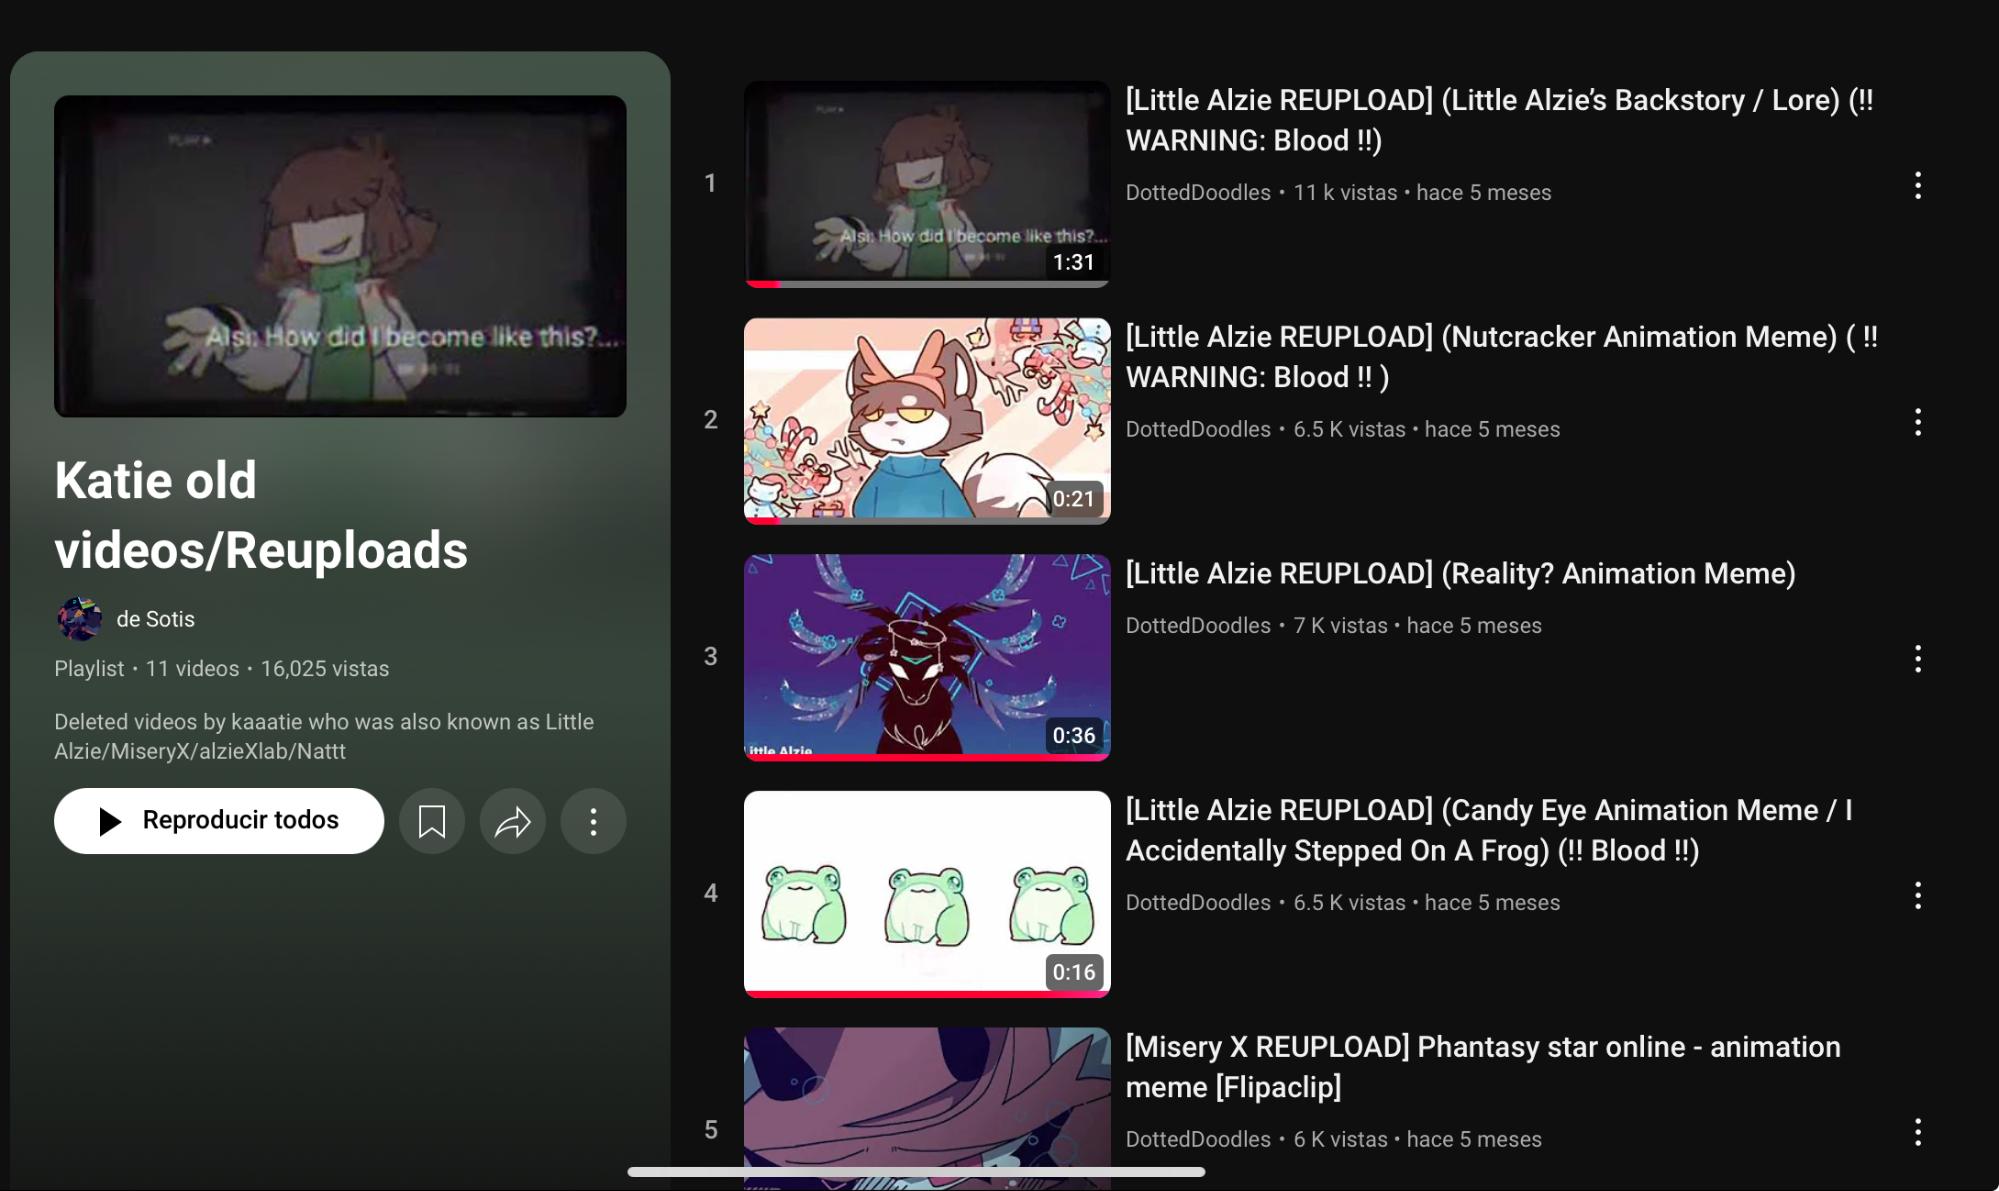 Alsi: How did I become like this?...
Katie old
videos/Reuploads
de Sotis
Playlist • 11 videos • 16,025 vistas
Deleted videos by kaaatie who was also known as Little
Alzie/MiseryX/alzieXlab/Nattt
Reproducir todos
1
Alsi: How did I become like this?...
1:31
[Little Alzie REUPLOAD] (Little Alzie’s Backstory / Lore) (!!
WARNING: Blood !!)
DottedDoodles • 11 k vistas • hace 5 meses
2
0:21
[Little Alzie REUPLOAD] (Nutcracker Animation Meme) ( !!
WARNING: Blood !! )
DottedDoodles • 6.5 K vistas • hace 5 meses
3
ittle Alzie
0:36
[Little Alzie REUPLOAD] (Reality? Animation Meme)
DottedDoodles • 7 K vistas • hace 5 meses
4
0:16
[Little Alzie REUPLOAD] (Candy Eye Animation Meme / I
Accidentally Stepped On A Frog) (!! Blood !!)
DottedDoodles • 6.5 K vistas • hace 5 meses
5
[Misery X REUPLOAD] Phantasy star online - animation
meme [Flipaclip]
DottedDoodles • 6 K vistas • hace 5 meses